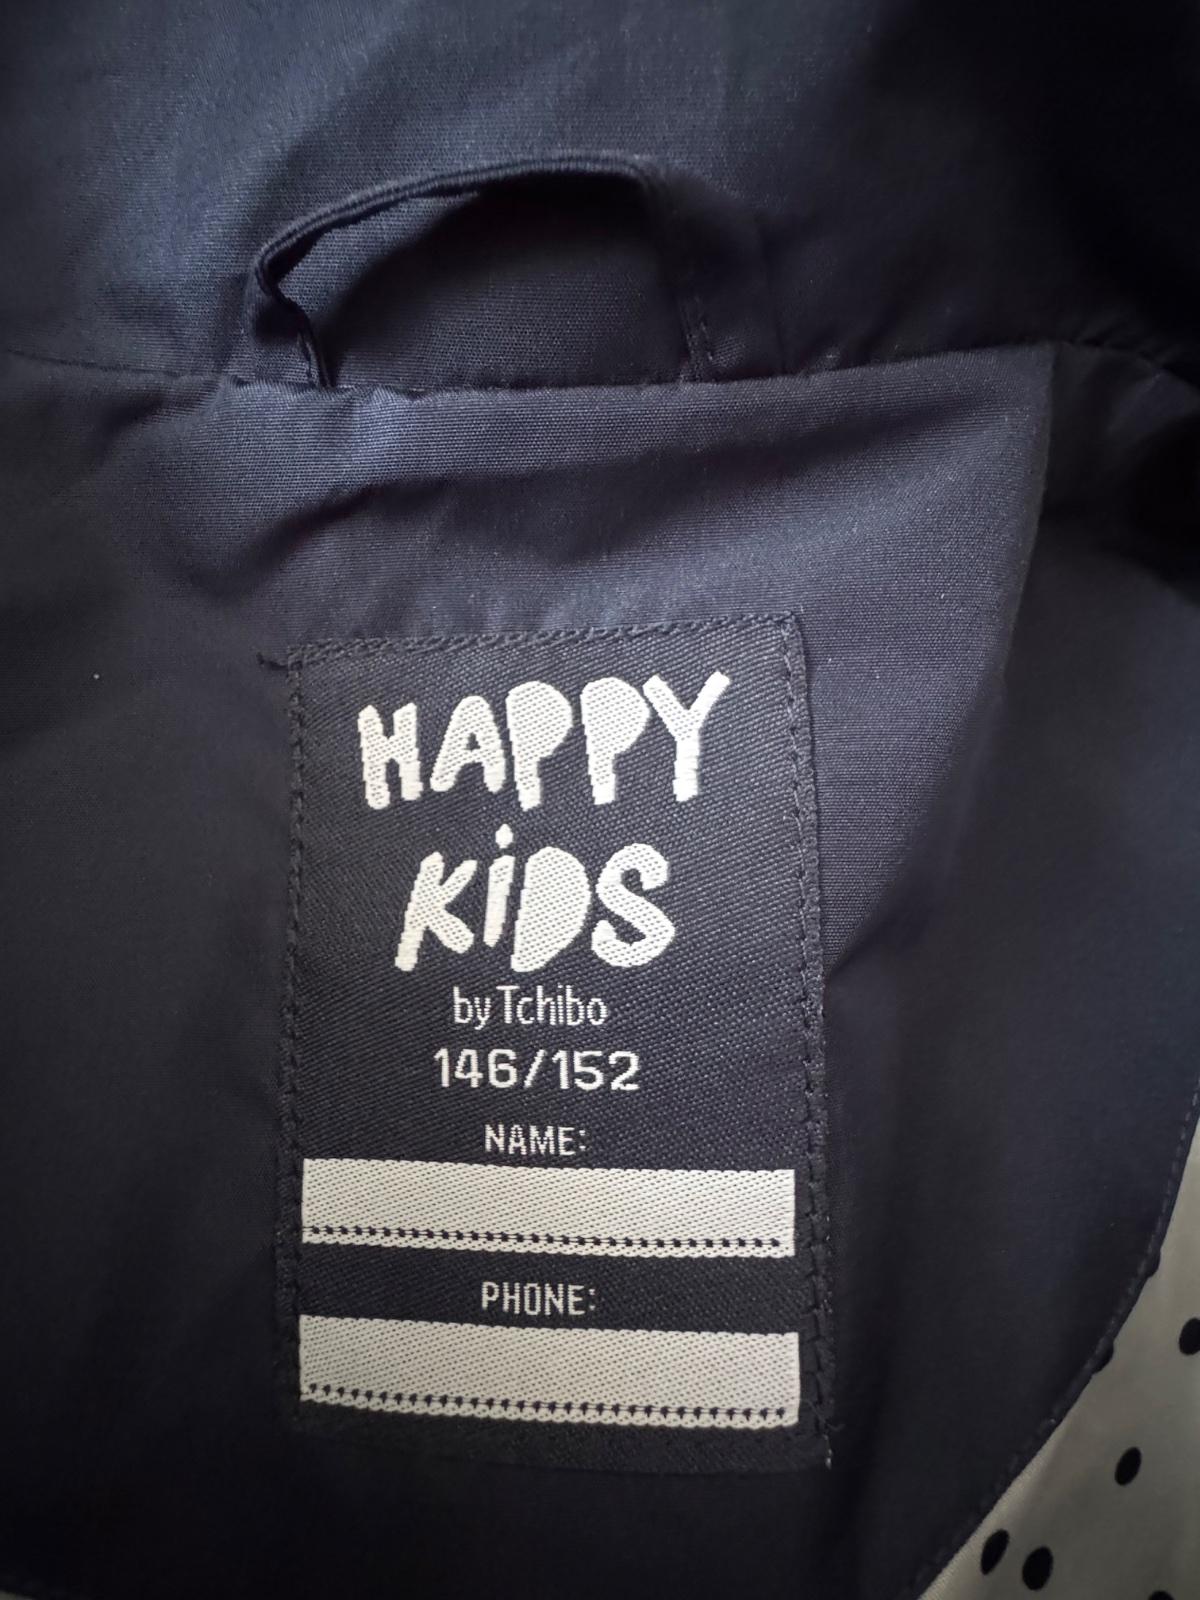 HAPPY
KiDS
by Tchibo
146/152
NAME:
PHONE: